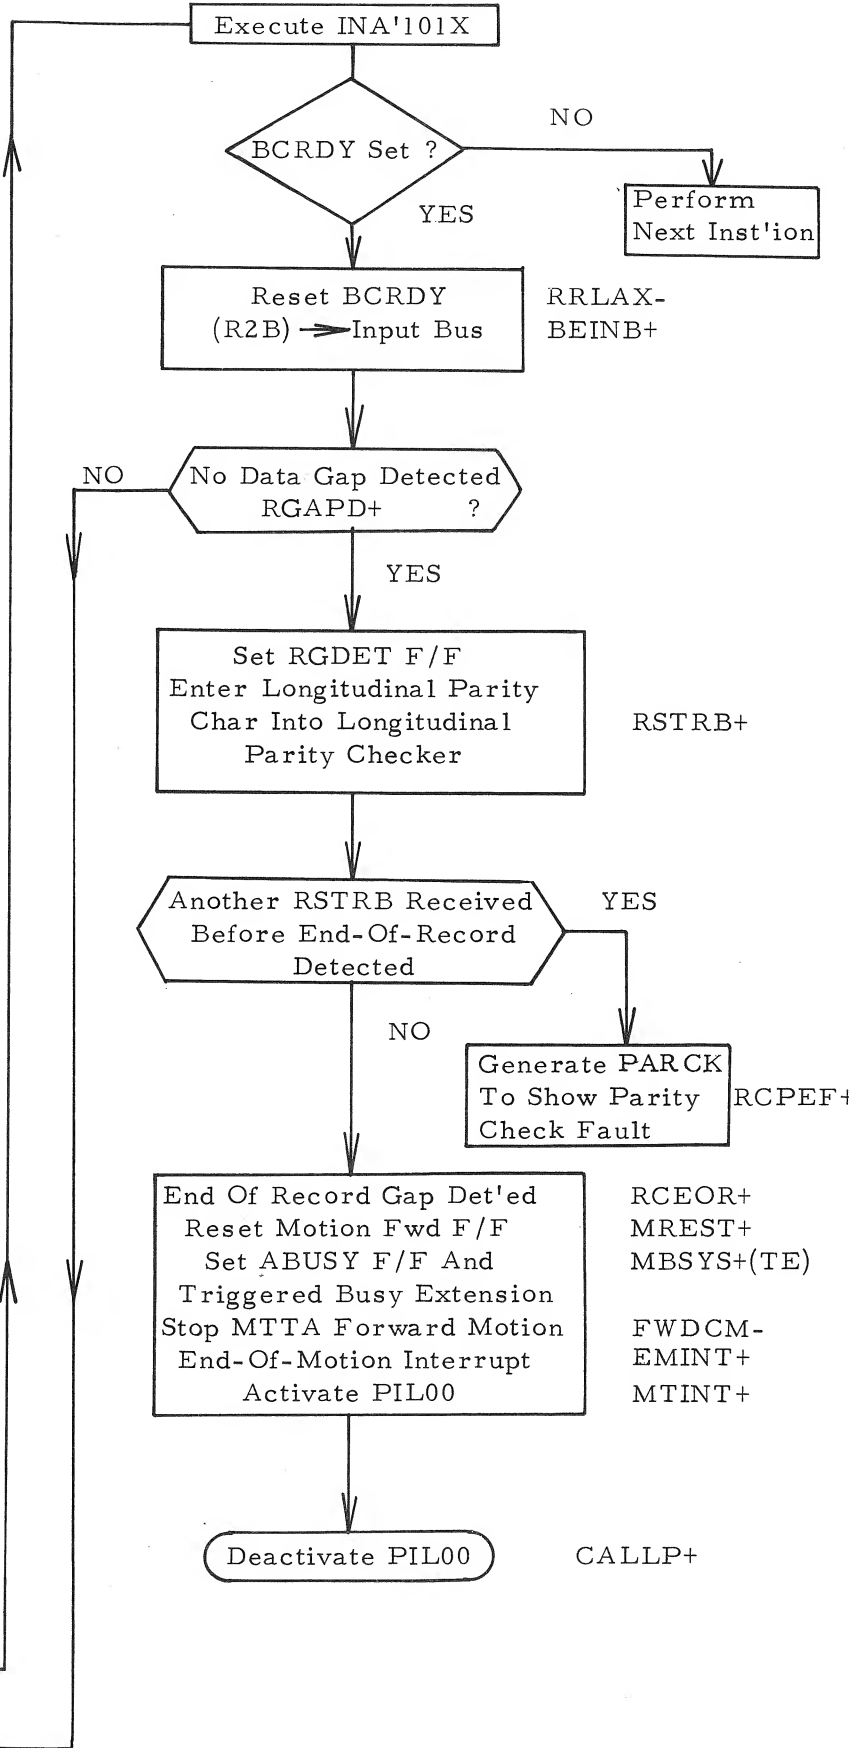 Execute INA'101X
NO
BCRDY Set ?
YES
Perform
Next Inst'ion
Reset BCRDY
RRLAX-
(R2B) → Input Bus
BEINB+
NO
No Data Gap Detected
RGAPD+ ?
YES
Set RGDET F/F
Enter Longitudinal Parity
Char Into Longitudinal
Parity Checker
RSTRB+
Another RSTRB Received
Before End-Of-Record
Detected
YES
NO
Generate PARCK
To Show Parity
Check Fault
RCPEF+
End Of Record Gap Det'ed
RCEOR+
Reset Motion Fwd F/F
MREST+
Set ABUSY F/F And
MBSYS+(TE)
Triggered Busy Extension
Stop MTTA Forward Motion
FWDCM-
End-Of-Motion Interrupt
EMINT+
Activate PIL00
MTINT+
Deactivate PIL00
CALLP+